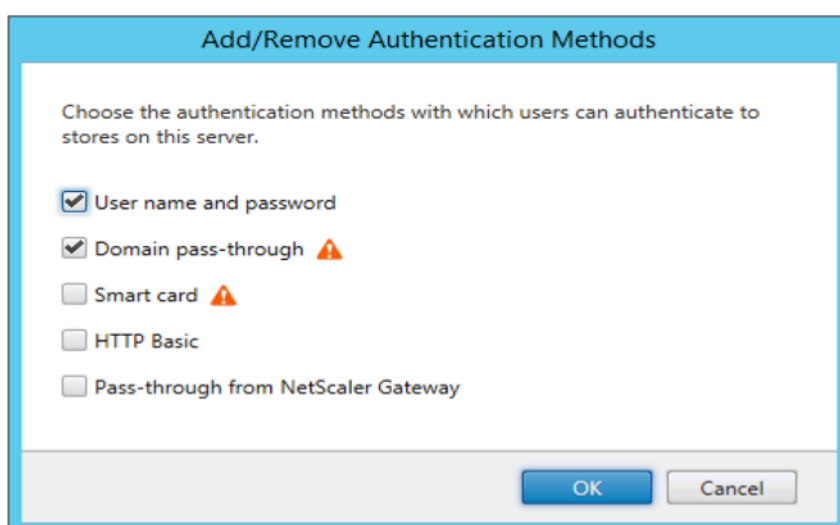 Add/Remove Authentication Methods
Choose the authentication methods with which users can authenticate to
stores on this server.
User name and password
Domain pass-through
Smart card
HTTP Basic
Pass-through from NetScaler Gateway
OK Cancel